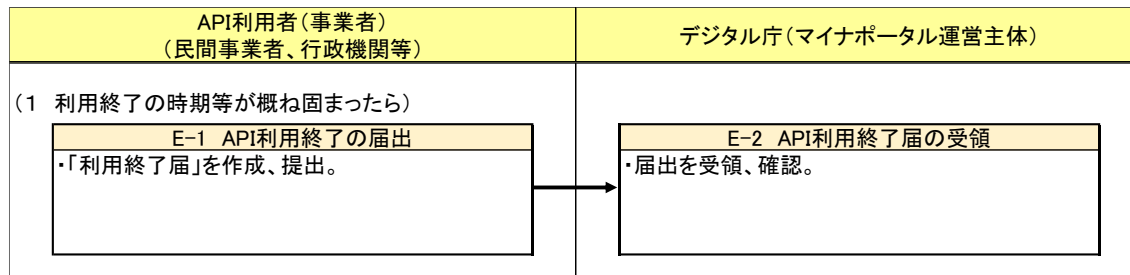 API利用者（事業者）
（民間事業者、行政機関等）
デジタル庁（マイナポータル運営主体）
（１　利用終了の時期等が概ね固まったら）
E-1　API利用終了の届出
・「利用終了届」を作成、提出。
E-2　API利用終了届の受領
・届出を受領、確認。